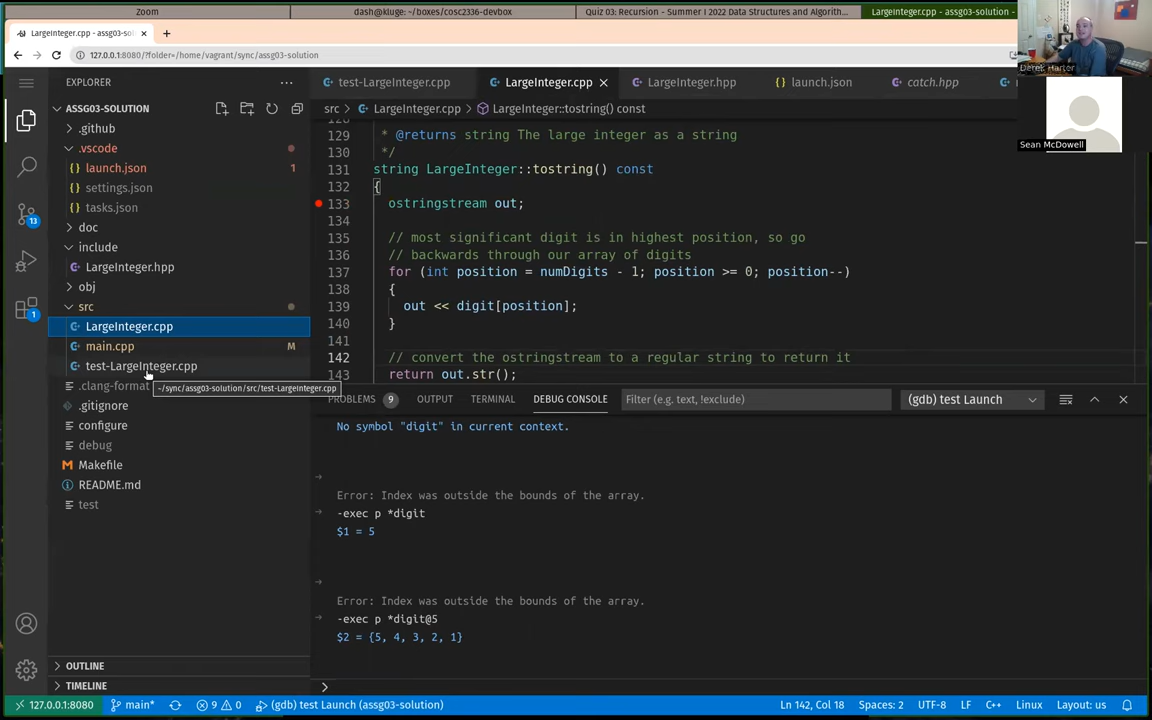 Zoom
dash@kluge: ~/boxes/cosc2336-devbox
Quiz 03: Recursion - Summer I 2022 Data Structures and Algorith...
LargeInteger.cpp - assg03-solution -
LargeInteger.cpp - assg03-so
127.0.0.1:8080/?folder=/home/vagrant/sync/assg03-solution
Derek Harter
Sean McDowell
EXPLORER
test-LargeInteger.cpp
LargeInteger.cpp
LargeInteger.hpp
launch.json
catch.hpp
ASSG03-SOLUTION
src > LargeInteger.cpp > LargeInteger::tostring() const
.github
.vscode
launch.json 1
settings.json
tasks.json
doc
include
LargeInteger.hpp
obj
src
LargeInteger.cpp
main.cpp M
test-LargeInteger.cpp
~/sync/assg03-solution/src/test-LargeInteger.cpp
.clang-format
.gitignore
configure
debug
Makefile
README.md
test
OUTLINE
TIMELINE
13
1
129 * @returns string The large integer as a string
130 */
131 string LargeInteger::tostring() const
132 {
133 ostringstream out;
134
135 // most significant digit is in highest position, so go
136 // backwards through our array of digits
137 for (int position = numDigits - 1; position >= 0; position--)
138 {
139 out << digit[position];
140 }
141
142 // convert the ostringstream to a regular string to return it
143 return out.str();
PROBLEMS 9 OUTPUT TERMINAL DEBUG CONSOLE
Filter (e.g. text, !exclude)
(gdb) test Launch
No symbol "digit" in current context.
Error: Index was outside the bounds of the array.
-exec p *digit
$1 = 5
Error: Index was outside the bounds of the array.
-exec p *digit@5
$2 = {5, 4, 3, 2, 1}
>
127.0.0.1:8080 main* 9 0 (gdb) test Launch (assg03-solution) Ln 142, Col 18 Spaces: 2 UTF-8 LF C++ Linux Layout: us